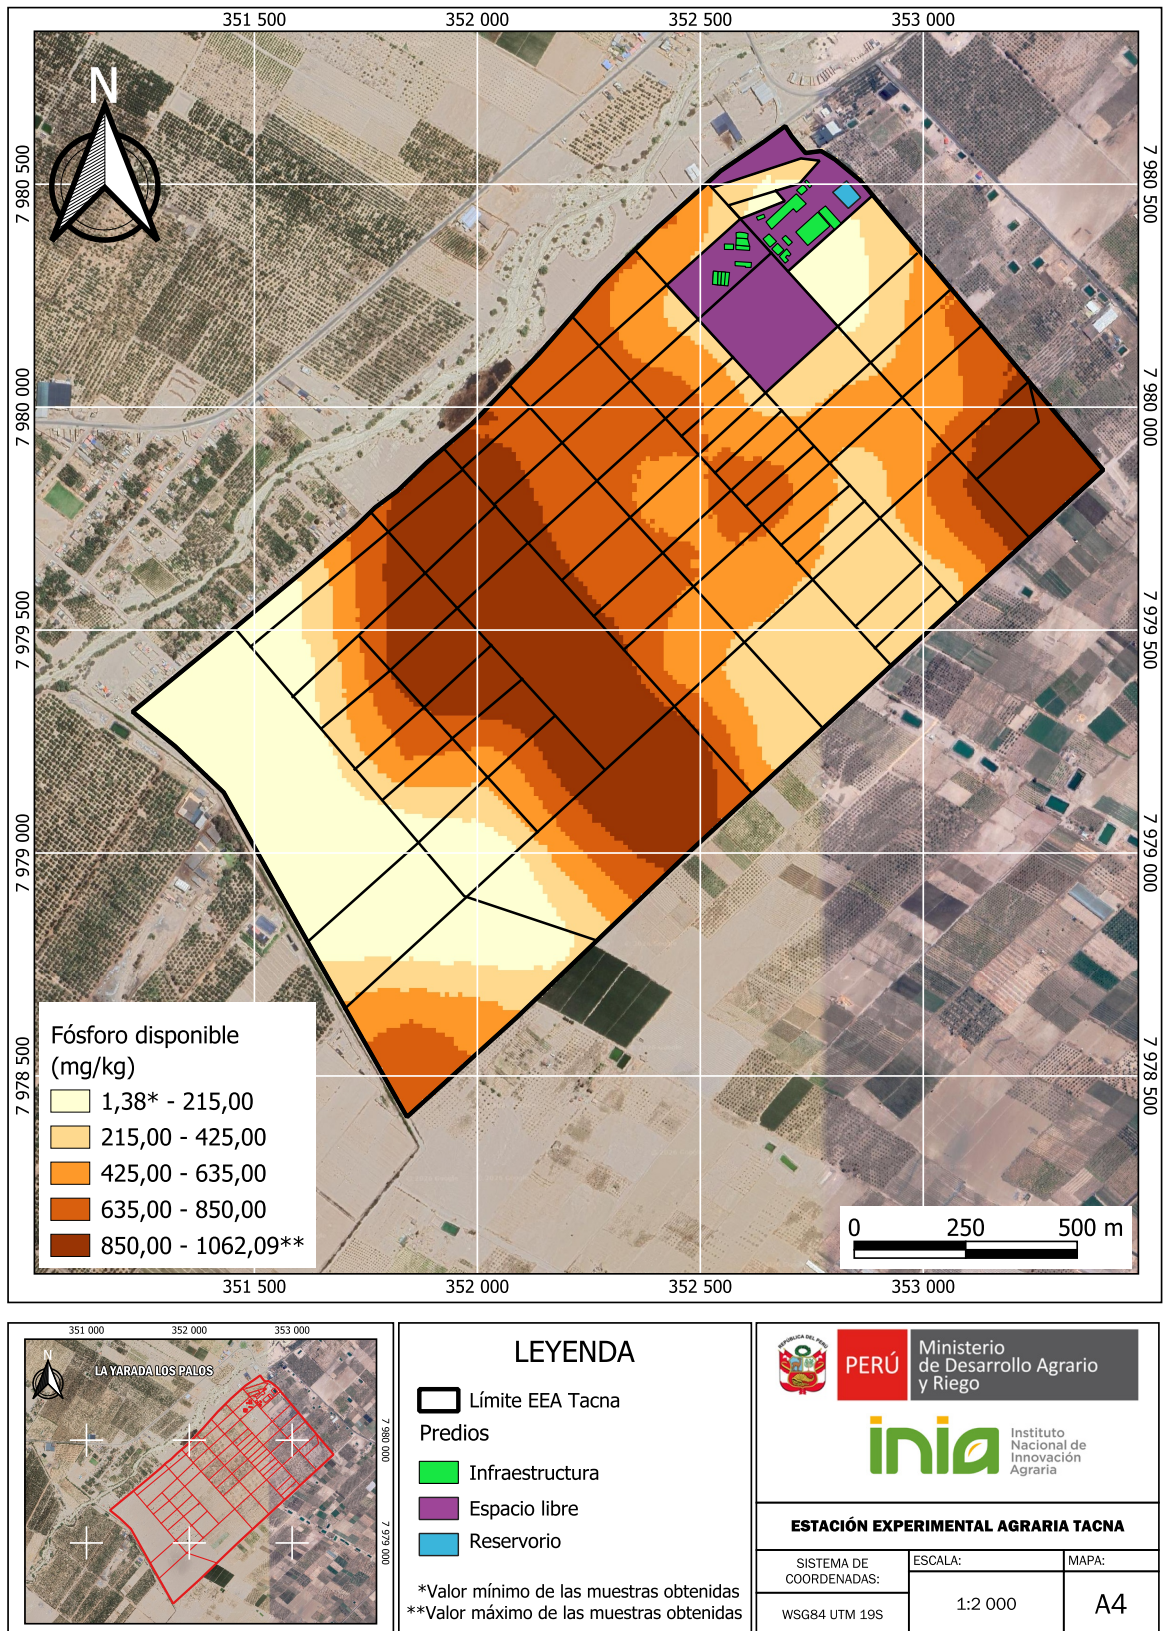 351 500
352 000
352 500
353 000
N
7 980 500
7 980 500
7 980 000
7 980 000
7 979 500
7 979 500
7 979 000
7 979 000
7 978 500
7 978 500
Fósforo disponible
(mg/kg)
1,38* - 215,00
215,00 - 425,00
425,00 - 635,00
635,00 - 850,00
850,00 - 1062,09**
0 250 500 m
351 500
352 000
352 500
353 000
351 000
352 000
353 000
N
LA YARADA LOS PALOS
7 980 000
7 979 000
LEYENDA
Límite EEA Tacna
Predios
Infraestructura
Espacio libre
Reservorio
*Valor mínimo de las muestras obtenidas
**Valor máximo de las muestras obtenidas
REPÚBLICA DEL PERÚ
PERÚ
Ministerio
de Desarrollo Agrario
y Riego
inia
Instituto
Nacional de
Innovación
Agraria
ESTACIÓN EXPERIMENTAL AGRARIA TACNA
SISTEMA DE
COORDENADAS:
WSG84 UTM 19S
ESCALA:
1:2 000
MAPA:
A4